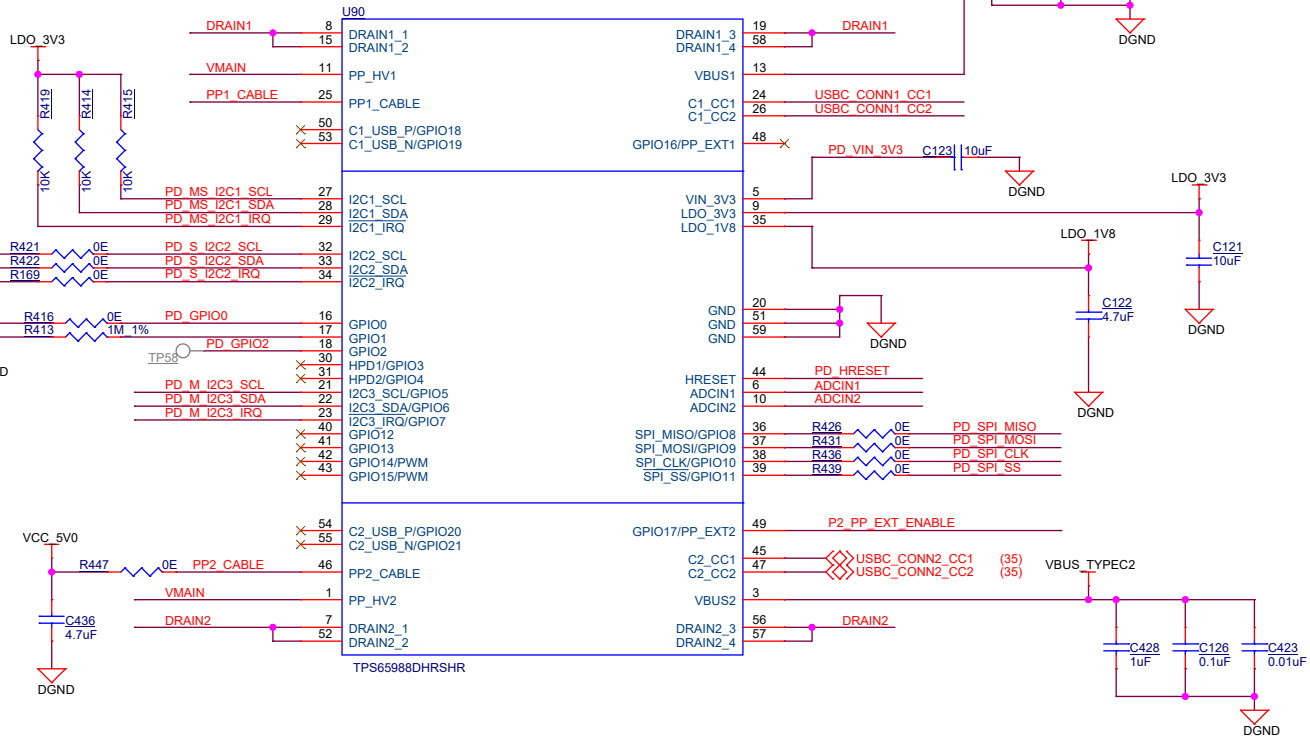 U90
DRAIN1 8 DRAIN1_1 DRAIN1_3 19 DRAIN1
15 DRAIN1_2 DRAIN1_4 58
DGND
LDO_3V3
VMAIN 11 PP_HV1 VBUS1 13
PP1_CABLE 25 PP1_CABLE C1_CC1 24 USBC_CONN1_CC1
C1_CC2 26 USBC_CONN1_CC2
R419 R414 R415
50 C1_USB_P/GPIO18
53 C1_USB_N/GPIO19 GPIO16/PP_EXT1 48
PD_VIN_3V3 C123 10uF
DGND
10K 10K 10K
PD_MS_I2C1_SCL 27 I2C1_SCL VIN_3V3 5
PD_MS_I2C1_SDA 28 I2C1_SDA LDO_3V3 9
PD_MS_I2C1_IRQ 29 I2C1_IRQ LDO_1V8 35
LDO_3V3
LDO_1V8
R421 0E PD_S_I2C2_SCL 32 I2C2_SCL
R422 0E PD_S_I2C2_SDA 33 I2C2_SDA
R169 0E PD_S_I2C2_IRQ 34 I2C2_IRQ
C121
10uF
DGND
C122
4.7uF
DGND
R416 0E PD_GPIO0 16 GPIO0 GND 20
R413 1M_1% 17 GPIO1 GND 51
TP58 PD_GPIO2 18 GPIO2 GND 59
DGND
30 HPD1/GPIO3
D
31 HPD2/GPIO4 HRESET 44 PD_HRESET
PD_M_I2C3_SCL 21 I2C3_SCL/GPIO5 ADCIN1 6 ADCIN1
PD_M_I2C3_SDA 22 I2C3_SDA/GPIO6 ADCIN2 10 ADCIN2
PD_M_I2C3_IRQ 23 I2C3_IRQ/GPIO7
40 GPIO12 SPI_MISO/GPIO8 36 R426 0E PD_SPI_MISO
41 GPIO13 SPI_MOSI/GPIO9 37 R431 0E PD_SPI_MOSI
42 GPIO14/PWM SPI_CLK/GPIO10 38 R436 0E PD_SPI_CLK
43 GPIO15/PWM SPI_SS/GPIO11 39 R439 0E PD_SPI_SS
54 C2_USB_P/GPIO20 GPIO17/PP_EXT2 49 P2_PP_EXT_ENABLE
55 C2_USB_N/GPIO21
VCC_5V0
R447 0E PP2_CABLE 46 PP2_CABLE C2_CC1 45 USBC_CONN2_CC1 (35)
C2_CC2 47 USBC_CONN2_CC2 (35)
VBUS_TYPEC2
VMAIN 1 PP_HV2 VBUS2 3
C436
4.7uF
DGND
DRAIN2 7 DRAIN2_1 DRAIN2_3 56 DRAIN2
52 DRAIN2_2 DRAIN2_4 57
TPS65988DHRSHR
C428 C126 C423
1uF 0.1uF 0.01uF
DGND